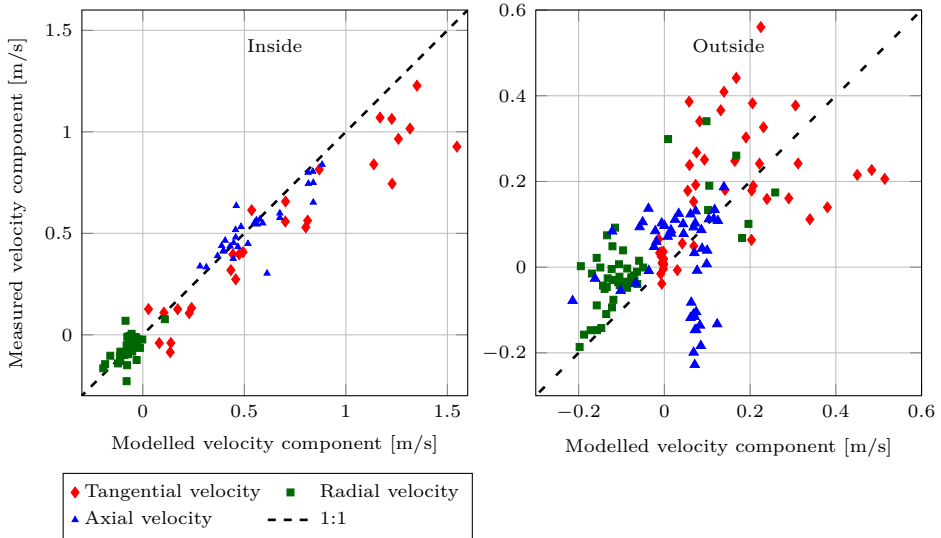 Measured velocity component [m/s]
1.5
1
0.5
0
Inside
0
0.5
1
1.5
Modelled velocity component [m/s]
0.6
0.4
0.2
0
−0.2
Outside
−0.2
0
0.2
0.4
0.6
Modelled velocity component [m/s]
Tangential velocity
Radial velocity
Axial velocity
1:1